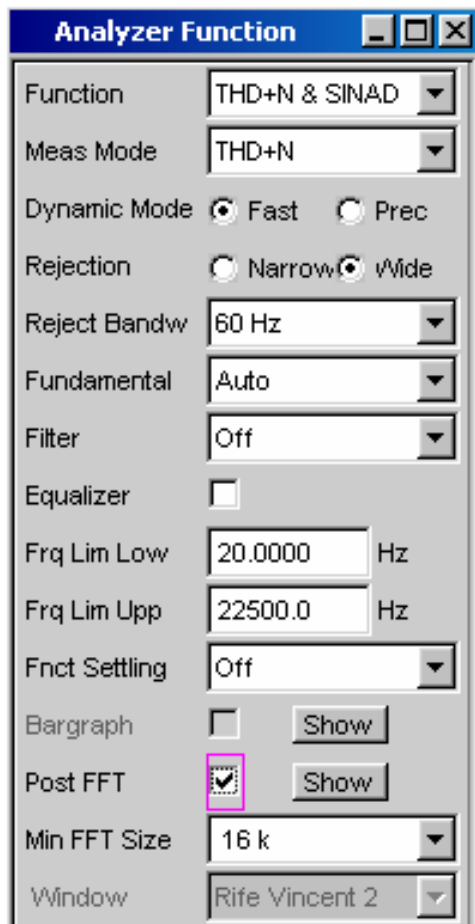 Analyzer Function
Function THD+N & SINAD
Meas Mode THD+N
Dynamic Mode Fast Prec
Rejection Narrow Wide
Reject Bandw 60 Hz
Fundamental Auto
Filter Off
Equalizer
Frq Lim Low 20.0000 Hz
Frq Lim Upp 22500.0 Hz
Fnct Settling Off
Bargraph Show
Post FFT Show
Min FFT Size 16 k
Window Rife Vincent 2